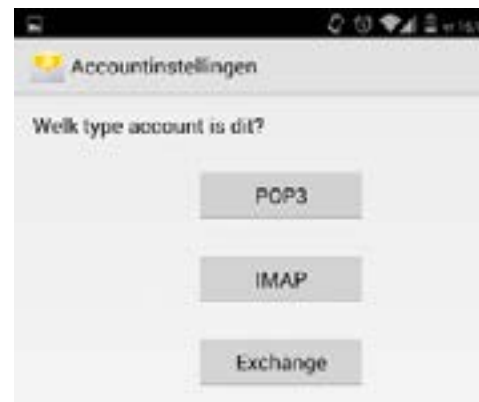 Accountinstellingen
Welk type account is dit?
POP3
IMAP
Exchange